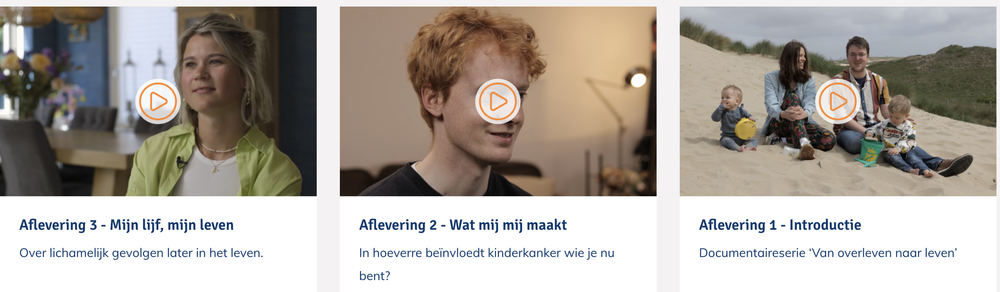 Aflevering 3 - Mijn lijf, mijn leven
Over lichamelijk gevolgen later in het leven.
Aflevering 2 - Wat mij mij maakt
In hoeverre beïnvloedt kinderkanker wie je nu
bent?
Aflevering 1 - Introductie
Documentaireserie ‘Van overleven naar leven’